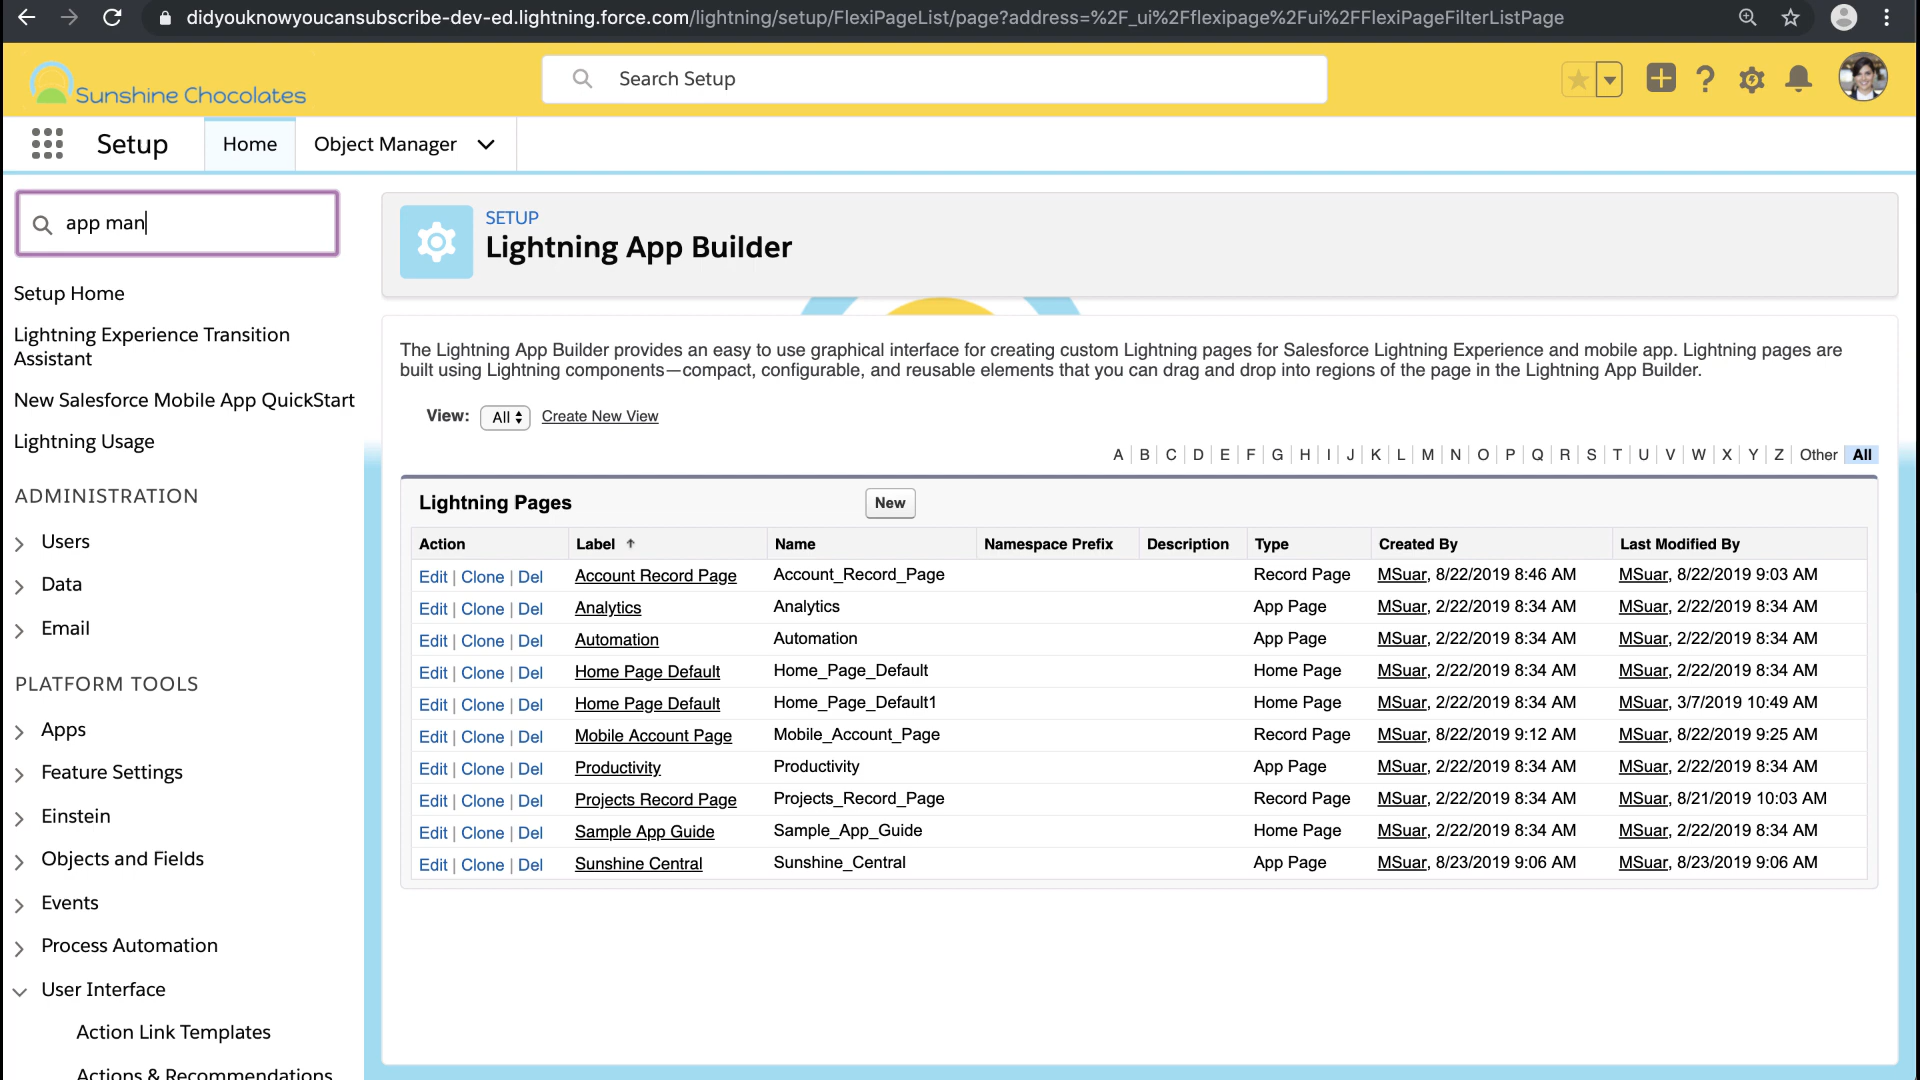 didyouknowyoucansubscribe-dev-ed.lightning.force.com/lightning/setup/FlexiPageList/page?address=%2F_ui%2Fflexipage%2Fui%2FFlexiPageFilterListPage
Sunshine Chocolates
Search Setup
Setup
Home
Object Manager
app man
Setup Home
Lightning Experience Transition
Assistant
New Salesforce Mobile App QuickStart
Lightning Usage
ADMINISTRATION
Users
Data
Email
PLATFORM TOOLS
Apps
Feature Settings
Einstein
Objects and Fields
Events
Process Automation
User Interface
Action Link Templates
Actions & Recommendations
SETUP
Lightning App Builder
The Lightning App Builder provides an easy to use graphical interface for creating custom Lightning pages for Salesforce Lightning Experience and mobile app. Lightning pages are
built using Lightning components—compact, configurable, and reusable elements that you can drag and drop into regions of the page in the Lightning App Builder.
View: All Create New View
A | B | C | D | E | F | G | H | I | J | K | L | M | N | O | P | Q | R | S | T | U | V | W | X | Y | Z | Other | All
Lightning Pages New
Action Label Name Namespace Prefix Description Type Created By Last Modified By
Edit | Clone | Del Account Record Page Account_Record_Page Record Page MSuar, 8/22/2019 8:46 AM MSuar, 8/22/2019 9:03 AM
Edit | Clone | Del Analytics Analytics App Page MSuar, 2/22/2019 8:34 AM MSuar, 2/22/2019 8:34 AM
Edit | Clone | Del Automation Automation App Page MSuar, 2/22/2019 8:34 AM MSuar, 2/22/2019 8:34 AM
Edit | Clone | Del Home Page Default Home_Page_Default Home Page MSuar, 2/22/2019 8:34 AM MSuar, 2/22/2019 8:34 AM
Edit | Clone | Del Home Page Default Home_Page_Default1 Home Page MSuar, 2/22/2019 8:34 AM MSuar, 3/7/2019 10:49 AM
Edit | Clone | Del Mobile Account Page Mobile_Account_Page Record Page MSuar, 8/22/2019 9:12 AM MSuar, 8/22/2019 9:25 AM
Edit | Clone | Del Productivity Productivity App Page MSuar, 2/22/2019 8:34 AM MSuar, 2/22/2019 8:34 AM
Edit | Clone | Del Projects Record Page Projects_Record_Page Record Page MSuar, 2/22/2019 8:34 AM MSuar, 8/21/2019 10:03 AM
Edit | Clone | Del Sample App Guide Sample_App_Guide Home Page MSuar, 2/22/2019 8:34 AM MSuar, 2/22/2019 8:34 AM
Edit | Clone | Del Sunshine Central Sunshine_Central App Page MSuar, 8/23/2019 9:06 AM MSuar, 8/23/2019 9:06 AM